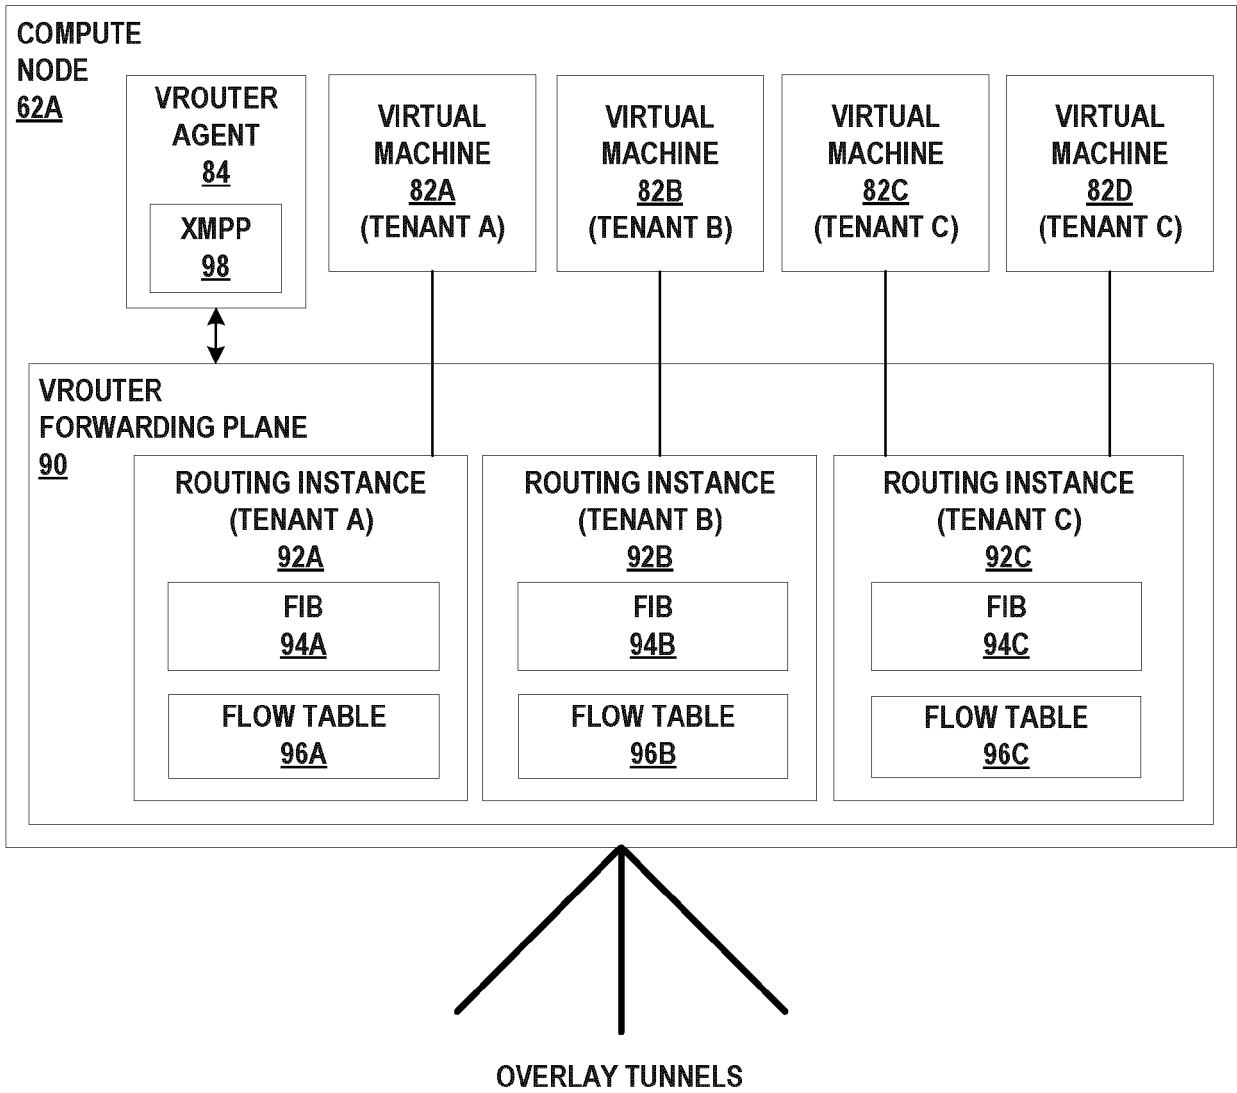 COMPUTE
NODE
62A
VROUTER
AGENT
84
XMPP
98
VIRTUAL
MACHINE
82A
(TENANT A)
VIRTUAL
MACHINE
82B
(TENANT B)
VIRTUAL
MACHINE
82C
(TENANT C)
VIRTUAL
MACHINE
82D
(TENANT C)
VROUTER
FORWARDING PLANE
90
ROUTING INSTANCE
(TENANT A)
92A
FIB
94A
FLOW TABLE
96A
ROUTING INSTANCE
(TENANT B)
92B
FIB
94B
FLOW TABLE
96B
ROUTING INSTANCE
(TENANT C)
92C
FIB
94C
FLOW TABLE
96C
OVERLAY TUNNELS